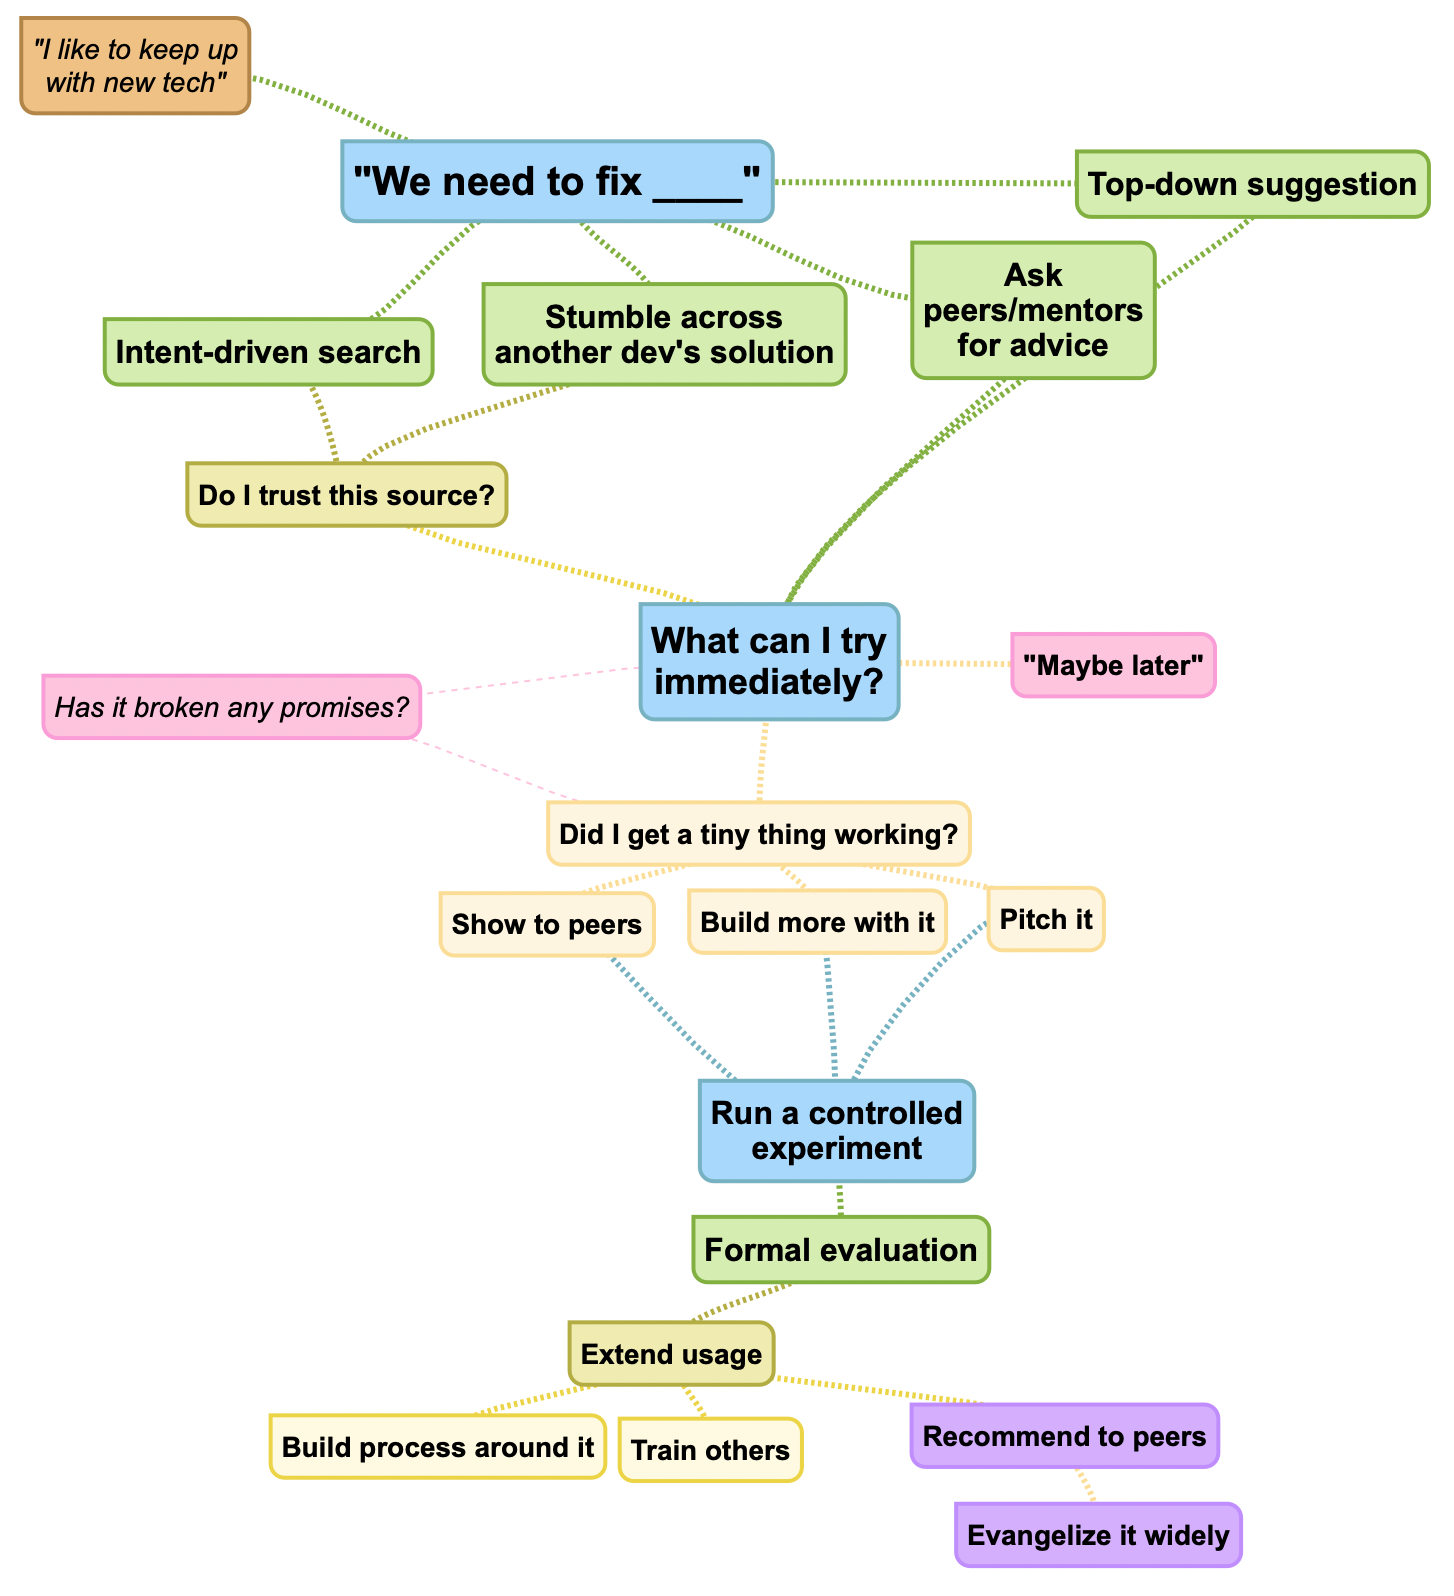 "I like to keep up
with new tech"
"We need to fix ____"
Top-down suggestion
Ask
peers/mentors
for advice
Stumble across
another dev's solution
Intent-driven search
Do I trust this source?
What can I try
immediately?
"Maybe later"
Has it broken any promises?
Did I get a tiny thing working?
Show to peers
Build more with it
Pitch it
Run a controlled
experiment
Formal evaluation
Extend usage
Build process around it
Train others
Recommend to peers
Evangelize it widely